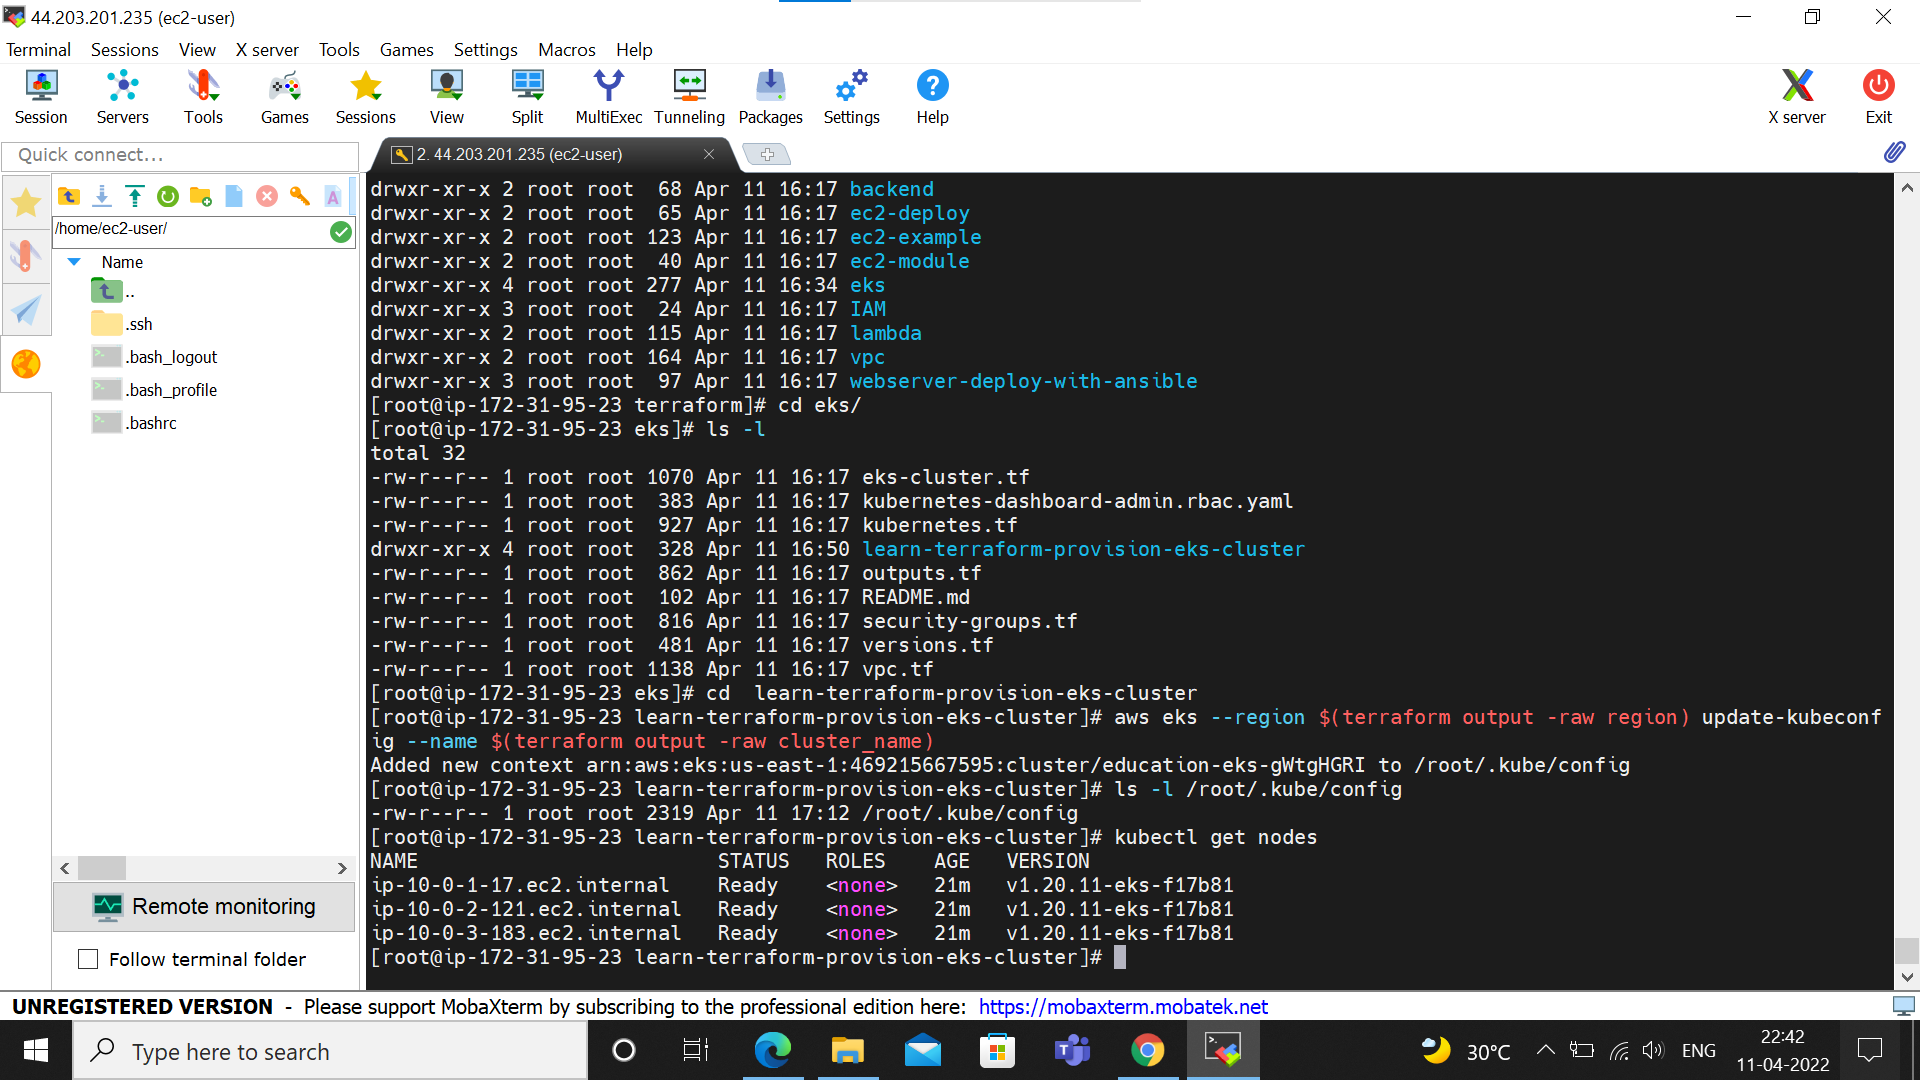 44.203.201.235 (ec2-user)
Terminal Sessions View X server Tools Games Settings Macros Help
Session Servers Tools Games Sessions View Split MultiExec Tunneling Packages Settings Help X server Exit
Quick connect...
2. 44.203.201.235 (ec2-user)
/home/ec2-user/
Name
..
.ssh
.bash_logout
.bash_profile
.bashrc
Remote monitoring
Follow terminal folder
drwxr-xr-x 2 root root  68 Apr 11 16:17 backend
drwxr-xr-x 2 root root  65 Apr 11 16:17 ec2-deploy
drwxr-xr-x 2 root root 123 Apr 11 16:17 ec2-example
drwxr-xr-x 2 root root  40 Apr 11 16:17 ec2-module
drwxr-xr-x 4 root root 277 Apr 11 16:34 eks
drwxr-xr-x 3 root root  24 Apr 11 16:17 IAM
drwxr-xr-x 2 root root 115 Apr 11 16:17 lambda
drwxr-xr-x 2 root root 164 Apr 11 16:17 vpc
drwxr-xr-x 3 root root  97 Apr 11 16:17 webserver-deploy-with-ansible
[root@ip-172-31-95-23 terraform]# cd eks/
[root@ip-172-31-95-23 eks]# ls -l
total 32
-rw-r--r-- 1 root root 1070 Apr 11 16:17 eks-cluster.tf
-rw-r--r-- 1 root root  383 Apr 11 16:17 kubernetes-dashboard-admin.rbac.yaml
-rw-r--r-- 1 root root  927 Apr 11 16:17 kubernetes.tf
drwxr-xr-x 4 root root  328 Apr 11 16:50 learn-terraform-provision-eks-cluster
-rw-r--r-- 1 root root  862 Apr 11 16:17 outputs.tf
-rw-r--r-- 1 root root  102 Apr 11 16:17 README.md
-rw-r--r-- 1 root root  816 Apr 11 16:17 security-groups.tf
-rw-r--r-- 1 root root  481 Apr 11 16:17 versions.tf
-rw-r--r-- 1 root root 1138 Apr 11 16:17 vpc.tf
[root@ip-172-31-95-23 eks]# cd  learn-terraform-provision-eks-cluster
[root@ip-172-31-95-23 learn-terraform-provision-eks-cluster]# aws eks --region $(terraform output -raw region) update-kubeconf
ig --name $(terraform output -raw cluster_name)
Added new context arn:aws:eks:us-east-1:469215667595:cluster/education-eks-gWtgHGRI to /root/.kube/config
[root@ip-172-31-95-23 learn-terraform-provision-eks-cluster]# ls -l /root/.kube/config
-rw-r--r-- 1 root root 2319 Apr 11 17:12 /root/.kube/config
[root@ip-172-31-95-23 learn-terraform-provision-eks-cluster]# kubectl get nodes
NAME                         STATUS   ROLES    AGE   VERSION
ip-10-0-1-17.ec2.internal    Ready    <none>   21m   v1.20.11-eks-f17b81
ip-10-0-2-121.ec2.internal   Ready    <none>   21m   v1.20.11-eks-f17b81
ip-10-0-3-183.ec2.internal   Ready    <none>   21m   v1.20.11-eks-f17b81
[root@ip-172-31-95-23 learn-terraform-provision-eks-cluster]#
UNREGISTERED VERSION - Please support MobaXterm by subscribing to the professional edition here: https://mobaxterm.mobatek.net
Type here to search
30°C
ENG
22:42
11-04-2022